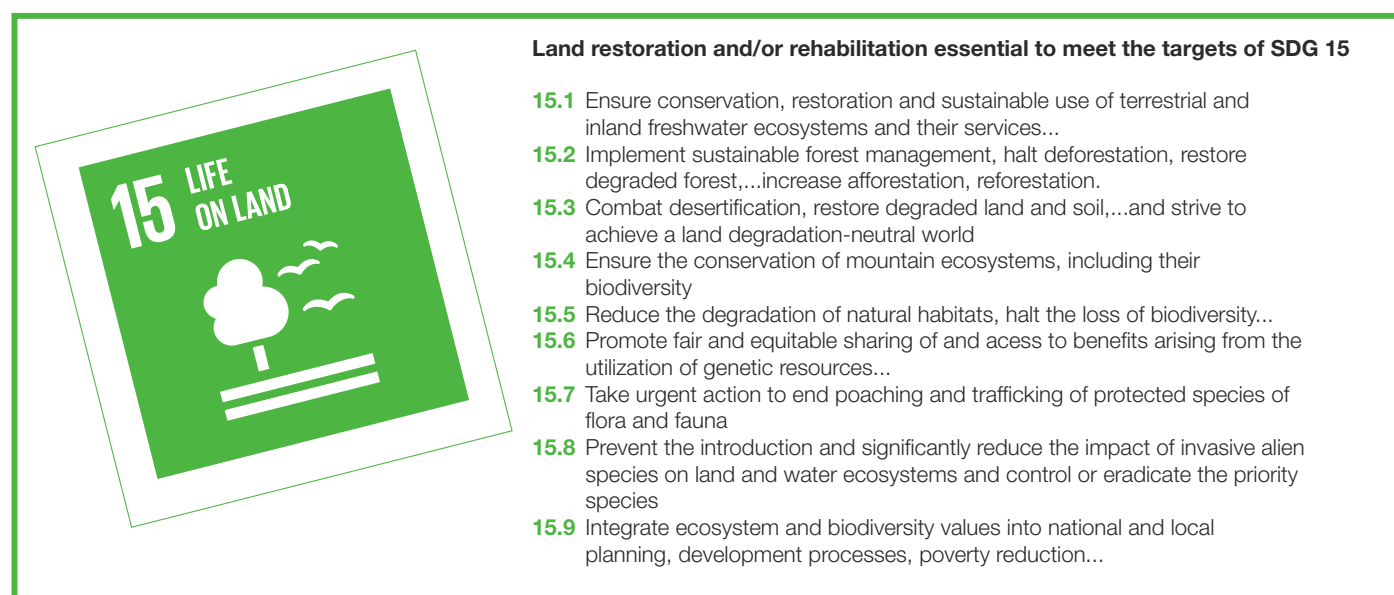 15 LIFE
ON LAND
Land restoration and/or rehabilitation essential to meet the targets of SDG 15
15.1 Ensure conservation, restoration and sustainable use of terrestrial and
inland freshwater ecosystems and their services...
15.2 Implement sustainable forest management, halt deforestation, restore
degraded forest,...increase afforestation, reforestation.
15.3 Combat desertification, restore degraded land and soil,...and strive to
achieve a land degradation-neutral world
15.4 Ensure the conservation of mountain ecosystems, including their
biodiversity
15.5 Reduce the degradation of natural habitats, halt the loss of biodiversity...
15.6 Promote fair and equitable sharing of and acess to benefits arising from the
utilization of genetic resources...
15.7 Take urgent action to end poaching and trafficking of protected species of
flora and fauna
15.8 Prevent the introduction and significantly reduce the impact of invasive alien
species on land and water ecosystems and control or eradicate the priority
species
15.9 Integrate ecosystem and biodiversity values into national and local
planning, development processes, poverty reduction...